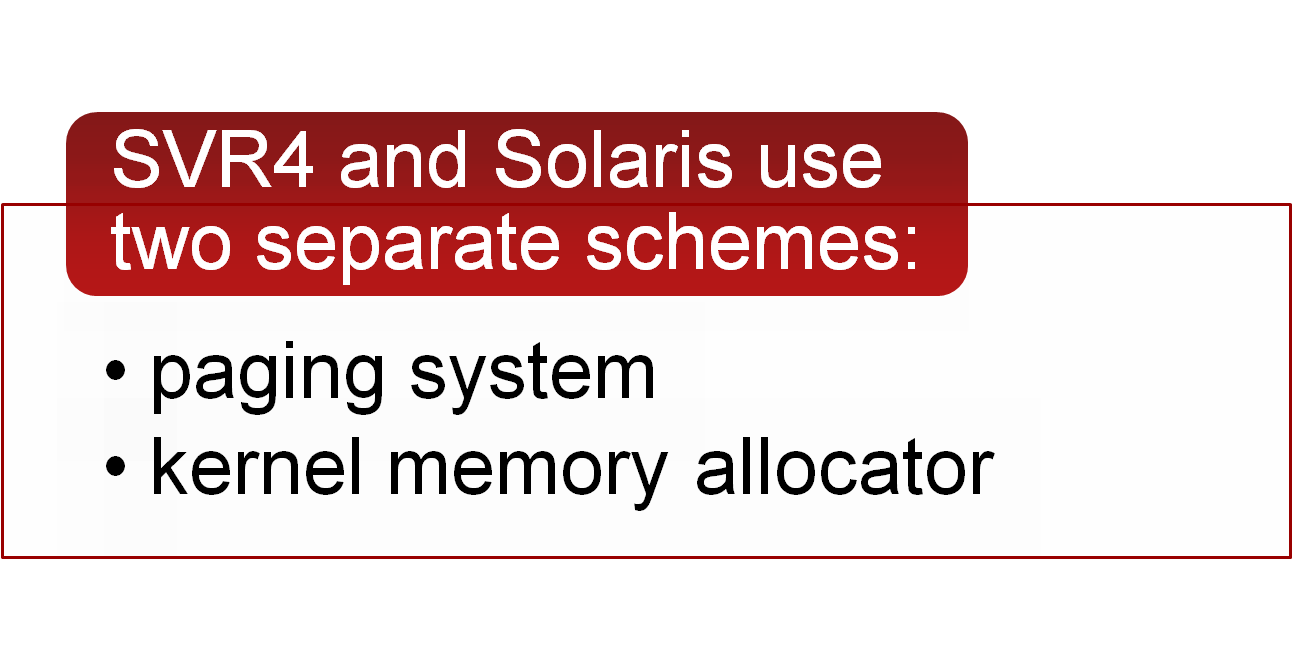 SVR4 and Solaris use
two separate schemes:
• paging system
• kernel memory allocator